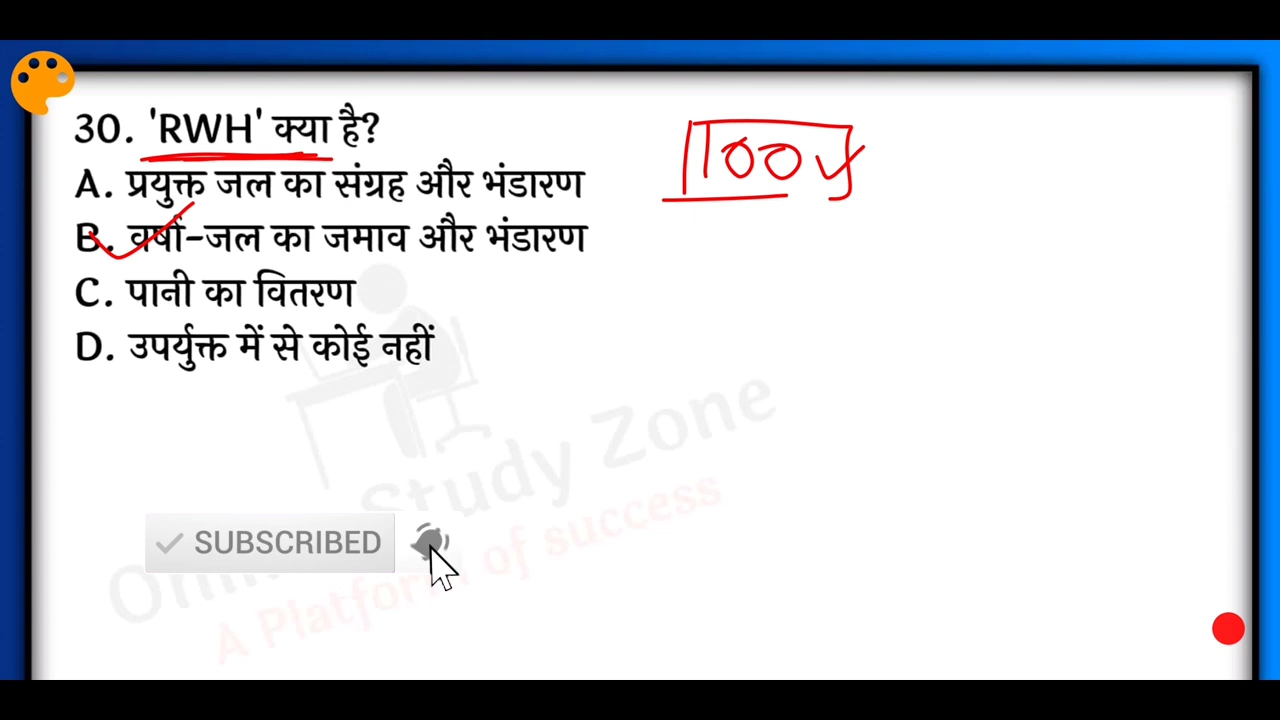 30. 'RWH' क्या है?
100
A. प्रयुक्त जल का संग्रह और भंडारण
B. वर्षा-जल का जमाव और भंडारण
C. पानी का वितरण
D. उपर्युक्त में से कोई नहीं
Study Zone
A Platform of success
SUBSCRIBED